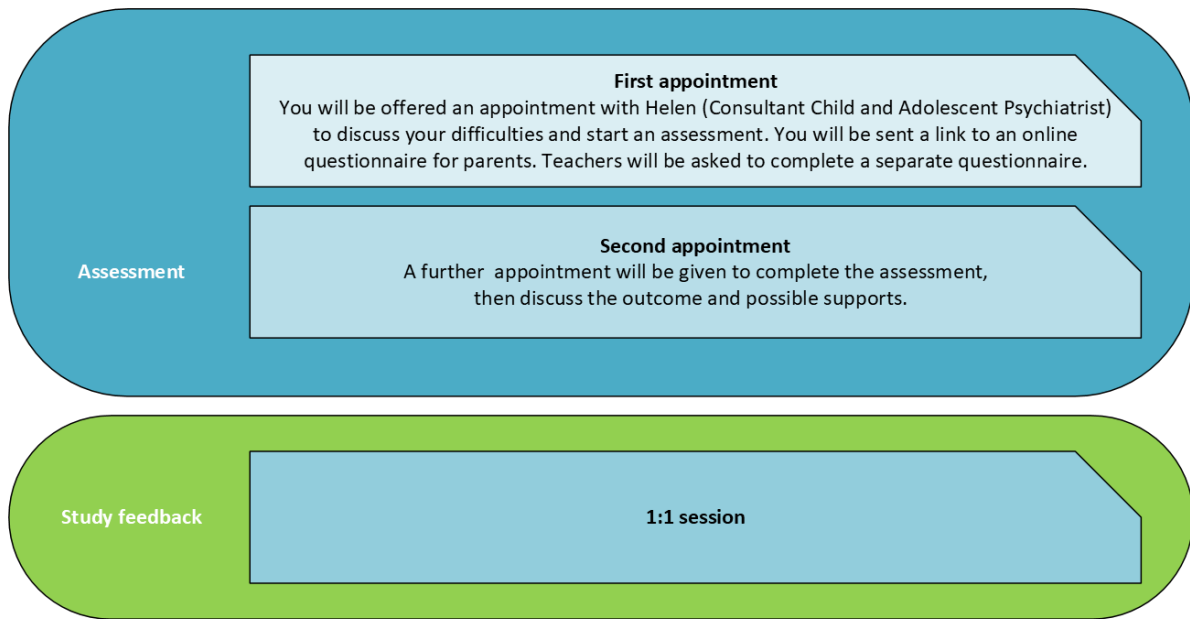 First appointment
You will be offered an appointment with Helen (Consultant Child and Adolescent Psychiatrist)
to discuss your difficulties and start an assessment. You will be sent a link to an online
questionnaire for parents. Teachers will be asked to complete a separate questionnaire.
Assessment
Second appointment
A further  appointment will be given to complete the assessment,
then discuss the outcome and possible supports.
Study feedback
1:1 session